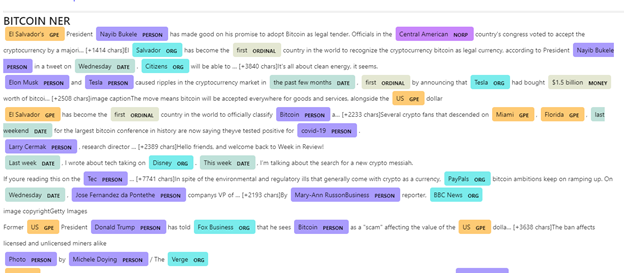 BITCOIN NER
El Salvador's GPE President Nayib Bukele PERSON has made good on his promise to adopt Bitcoin as legal tender. Officials in the Central American NORP country's congress voted to accept the
cryptocurrency by a majori... [+1414 chars]El Salvador ORG has become the first ORDINAL country in the world to recognize the cryptocurrency bitcoin as legal currency, according to President Nayib Bukele
PERSON in a tweet on Wednesday DATE . Citizens ORG will be able to ... [+3840 chars]It's all about clean energy, it seems.
Elon Musk PERSON and Tesla PERSON caused ripples in the cryptocurrency market in the past few months DATE , first ORDINAL by announcing that Tesla ORG had bought $1.5 billion MONEY
worth of bitcoi... [+2508 chars]image captionThe move means bitcoin will be accepted everywhere for goods and services, alongside the US GPE dollar
El Salvador GPE has become the first ORDINAL country in the world to officially classify Bitcoin PERSON a... [+2233 chars]Several crypto fans that descended on Miami GPE , Florida GPE , last
weekend DATE for the largest bitcoin conference in history are now saying theyve tested positive for covid-19 PERSON .
Larry Cermak PERSON , research director ... [+2389 chars]Hello friends, and welcome back to Week in Review!
Last week DATE , I wrote about tech taking on Disney ORG , This week DATE , I'm talking about the search for a new crypto messiah.
If youre reading this on the Tec PERSON ... [+7741 chars]In spite of the environmental and regulatory ills that generally come with crypto as a currency, PayPals ORG bitcoin ambitions keep on ramping up. On
Wednesday DATE , Jose Fernandez da Pontethe PERSON companys VP of ... [+2193 chars]By Mary-Ann RussonBusiness PERSON reporter, BBC News ORG
image copyrightGetty Images
Former US GPE President Donald Trump PERSON has told Fox Business ORG that he sees Bitcoin PERSON as a "scam" affecting the value of the US GPE dolla... [+3638 chars]The ban affects
licensed and unlicensed miners alike
Photo PERSON by Michele Doying PERSON / The Verge ORG